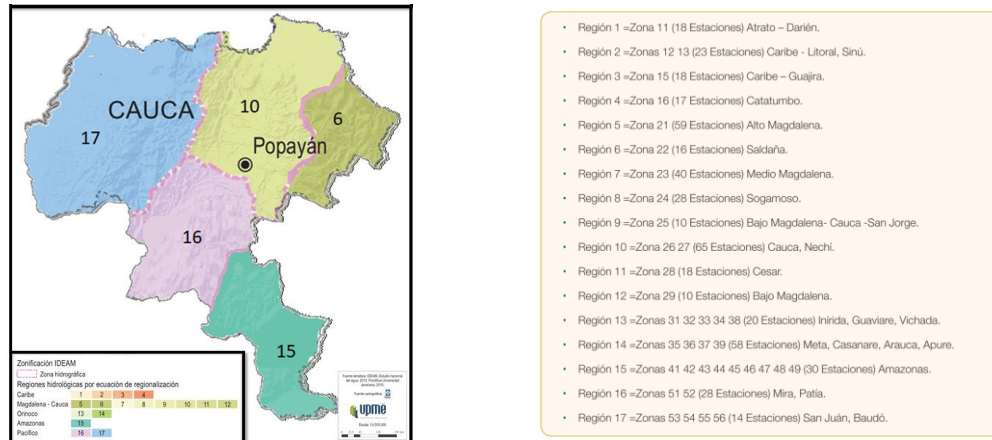 CAUCA
10
6
17
Popayán
16
15
Zonificación IDEAM
Zona hidrográfica
Regiones hidrológicas por ecuación de regionalización
Caribe 1 2 3 4
Magdalena - Cauca 5 6 7 8 9 10 11 12
Orinoco 13 14
Amazonas 15
Pacífico 16 17
upme
Región 1 =Zona 11 (18 Estaciones) Atrato – Darién.
Región 2 =Zonas 12 13 (23 Estaciones) Caribe - Litoral, Sinú.
Región 3 =Zona 15 (18 Estaciones) Caribe – Guajira.
Región 4 =Zona 16 (17 Estaciones) Catatumbo.
Región 5 =Zona 21 (59 Estaciones) Alto Magdalena.
Región 6 =Zona 22 (16 Estaciones) Saldaña.
Región 7 =Zona 23 (40 Estaciones) Medio Magdalena.
Región 8 =Zona 24 (28 Estaciones) Sogamoso.
Región 9 =Zona 25 (10 Estaciones) Bajo Magdalena- Cauca -San Jorge.
Región 10 =Zona 26 27 (65 Estaciones) Cauca, Nechí.
Región 11 =Zona 28 (18 Estaciones) Cesar.
Región 12 =Zona 29 (10 Estaciones) Bajo Magdalena.
Región 13 =Zonas 31 32 33 34 38 (20 Estaciones) Inírida, Guaviare, Vichada.
Región 14 =Zonas 35 36 37 39 (58 Estaciones) Meta, Casanare, Arauca, Apure.
Región 15 =Zonas 41 42 43 44 45 46 47 48 49 (30 Estaciones) Amazonas.
Región 16 =Zonas 51 52 (28 Estaciones) Mira, Patía.
Región 17 =Zonas 53 54 55 56 (14 Estaciones) San Juán, Baudó.